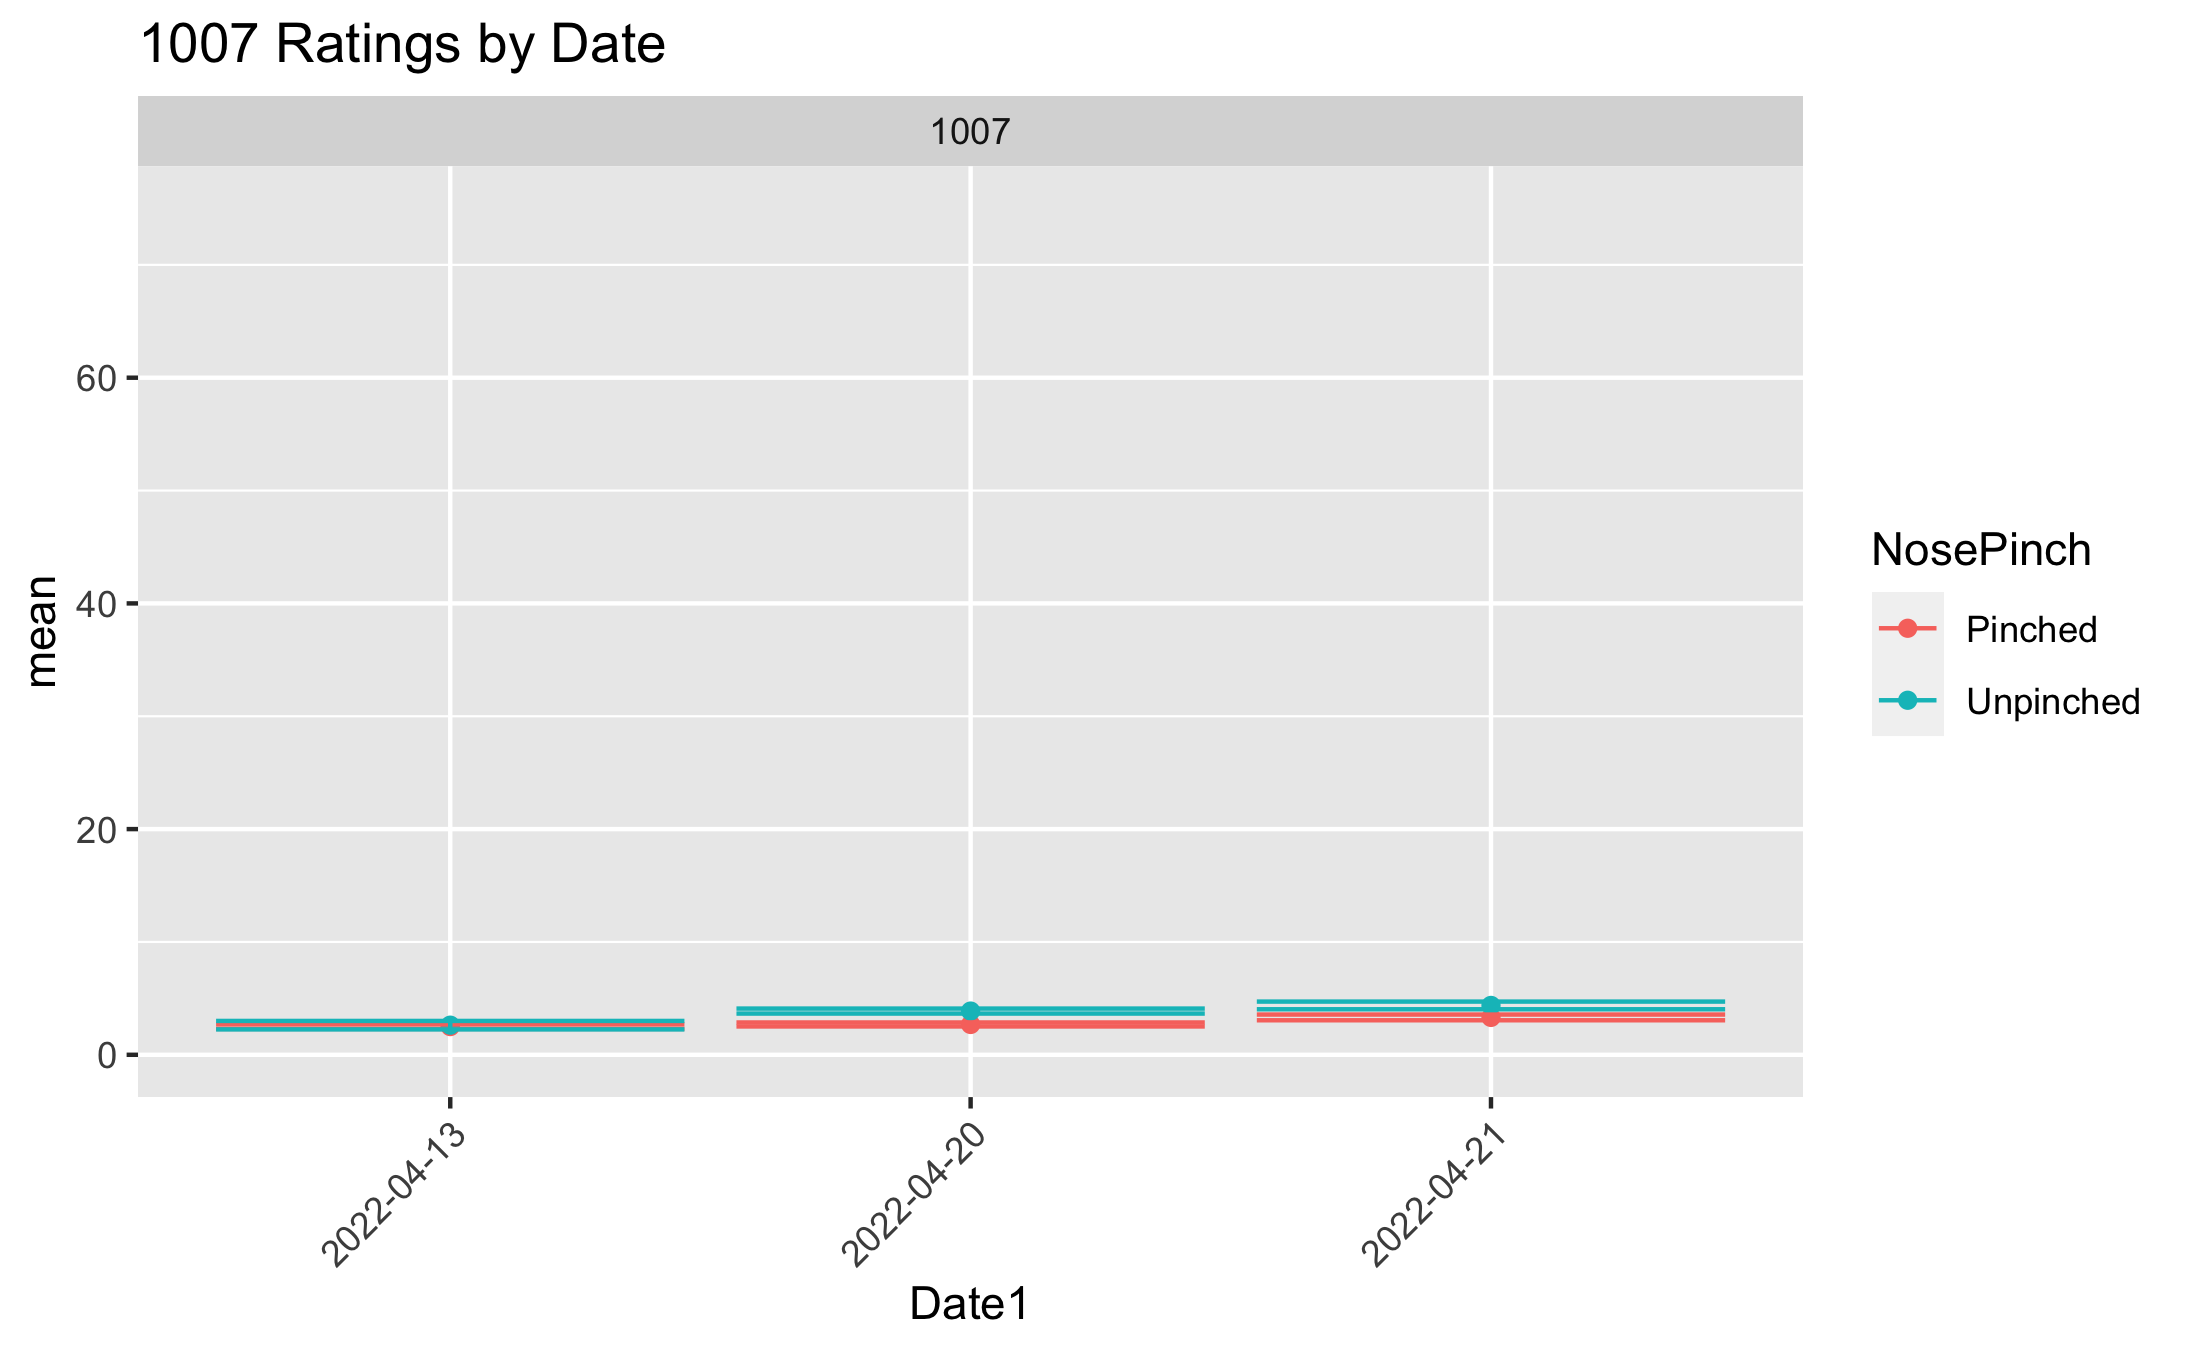 1007 Ratings by Date
1007
60
40
20
0
mean
2022-04-13
2022-04-20
2022-04-21
Date1
NosePinch
Pinched
Unpinched